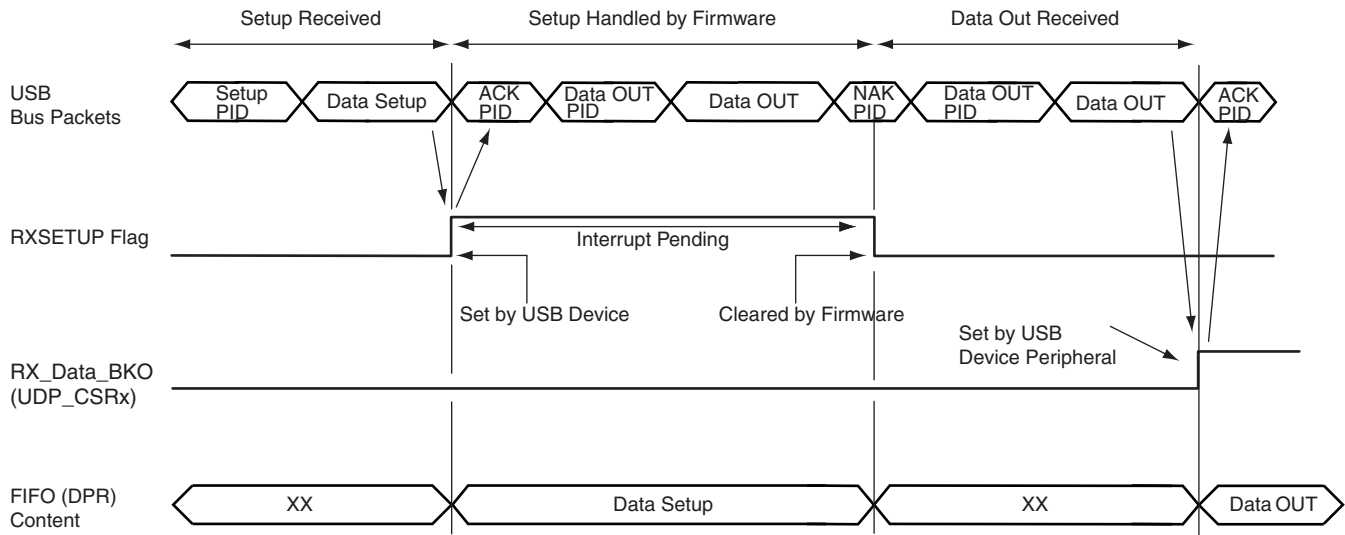 Setup Received
Setup Handled by Firmware
Data Out Received
USB
Bus Packets
Setup
PID
Data Setup
ACK
PID
Data OUT
PID
Data OUT
NAK
PID
Data OUT
PID
Data OUT
ACK
PID
RXSETUP Flag
Interrupt Pending
Set by USB Device
Cleared by Firmware
Set by USB
Device Peripheral
RX_Data_BKO
(UDP_CSRx)
FIFO (DPR)
Content
XX
Data Setup
XX
Data OUT